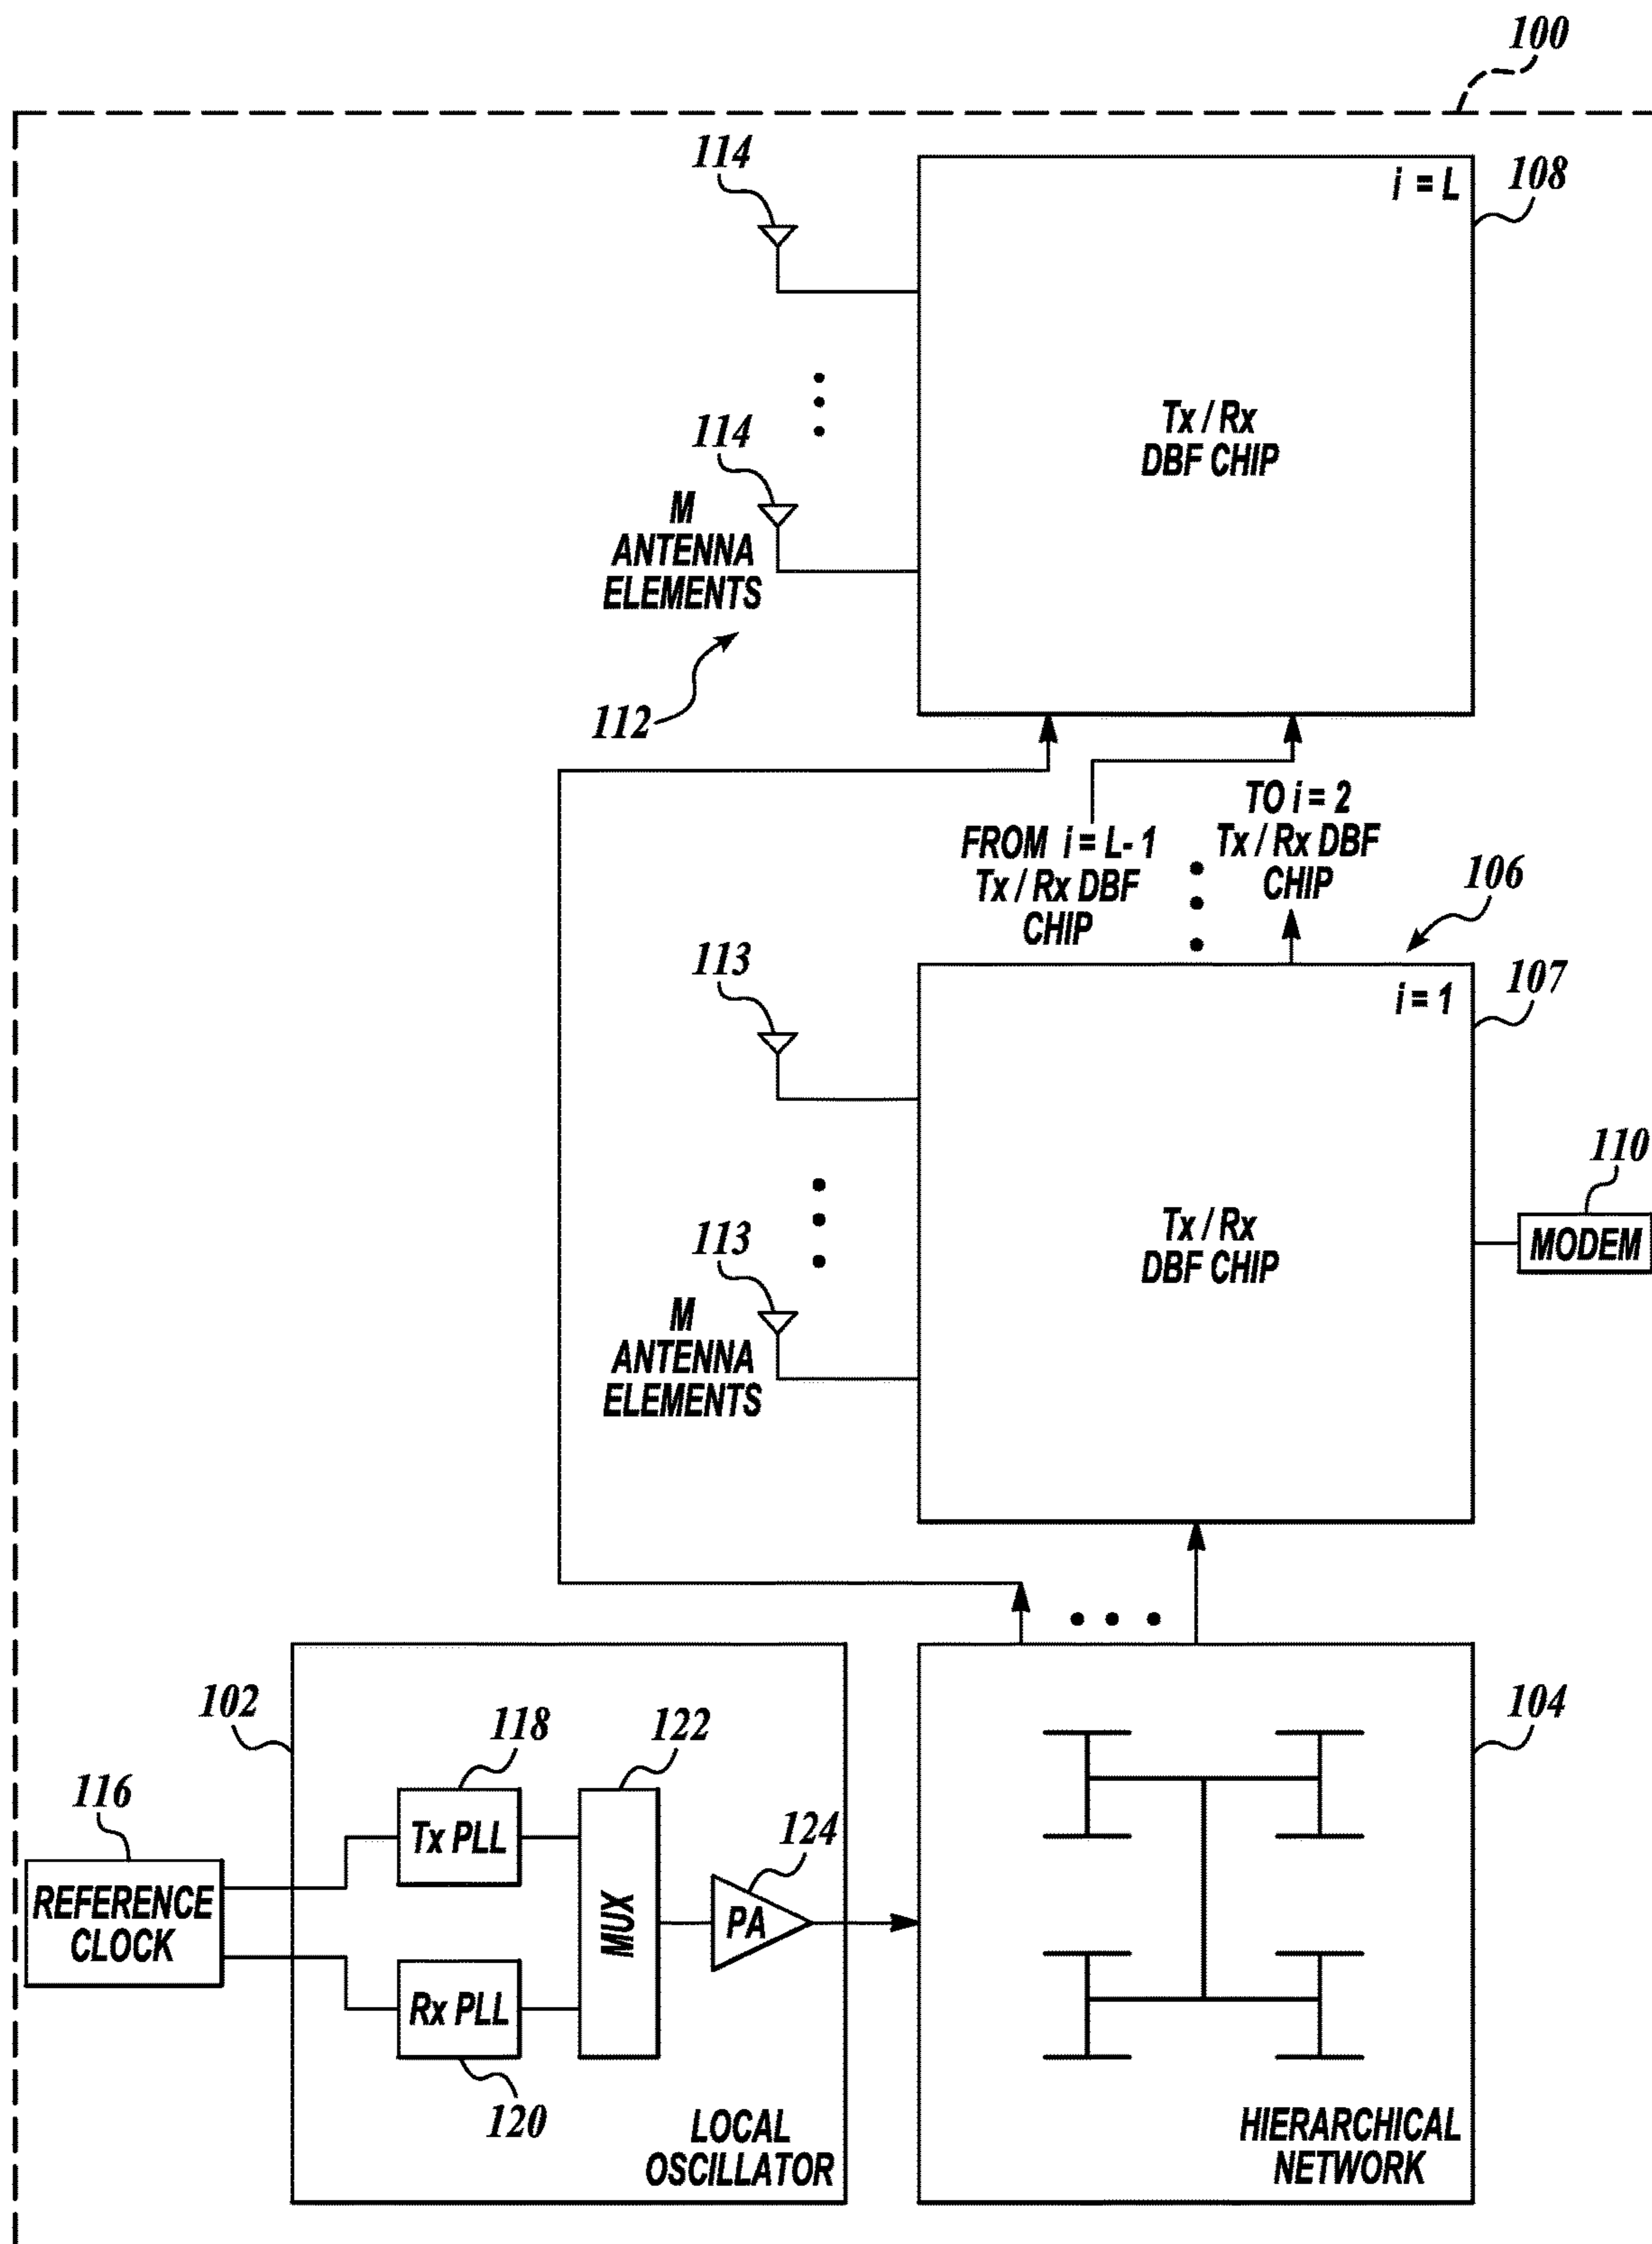 100
114
i = L
108
Tx / Rx
DBF CHIP
114
M
ANTENNA
ELEMENTS
112
FROM i = L- 1
Tx / Rx DBF
CHIP
TO i = 2
Tx / Rx DBF
CHIP
106
113
i = 1
107
Tx / Rx
DBF CHIP
110
MODEM
113
M
ANTENNA
ELEMENTS
102
118
122
104
116
Tx PLL
124
REFERENCE
CLOCK
MUX
PA
Rx PLL
120
LOCAL
OSCILLATOR
HIERARCHICAL
NETWORK